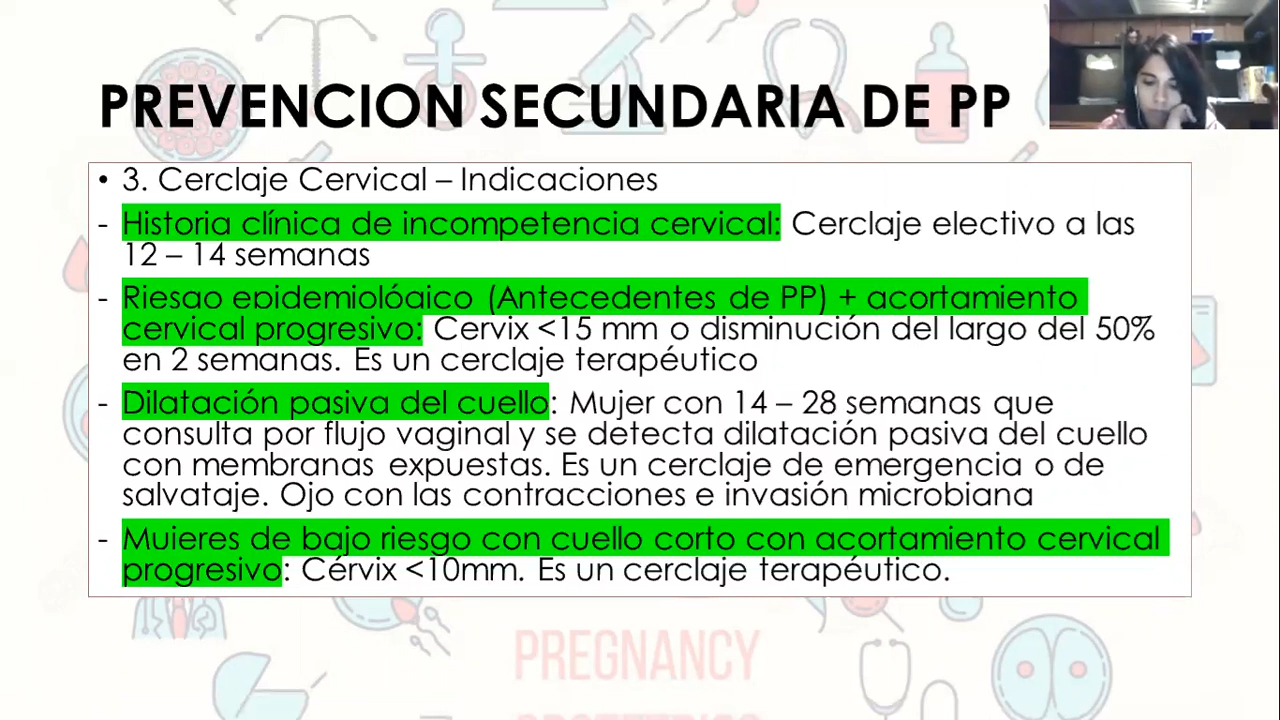 PREVENCION SECUNDARIA DE PP
• 3. Cerclaje Cervical – Indicaciones
- Historia clínica de incompetencia cervical: Cerclaje electivo a las
12 – 14 semanas
- Riesgo epidemiológico (Antecedentes de PP) + acortamiento
cervical progresivo: Cervix <15 mm o disminución del largo del 50%
en 2 semanas. Es un cerclaje terapéutico
- Dilatación pasiva del cuello: Mujer con 14 – 28 semanas que
consulta por flujo vaginal y se detecta dilatación pasiva del cuello
con membranas expuestas. Es un cerclaje de emergencia o de
salvataje. Ojo con las contracciones e invasión microbiana
- Mujeres de bajo riesgo con cuello corto con acortamiento cervical
progresivo: Cérvix <10mm. Es un cerclaje terapéutico.
PREGNANCY